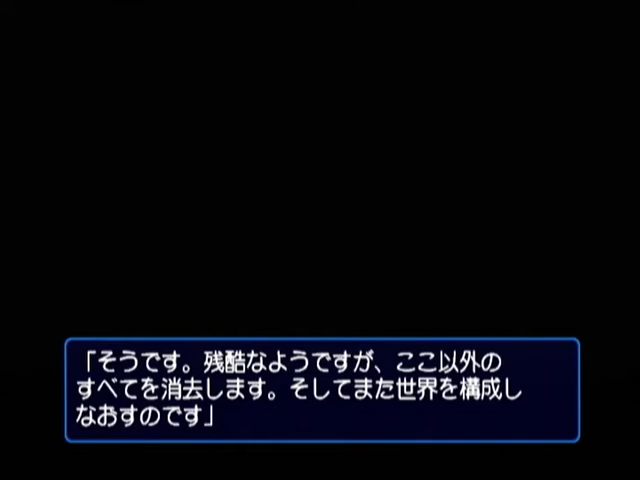 「そうです。残酷なようですが、ここ以外の
すべてを消去します。そしてまた世界を構成し
なおすのです」